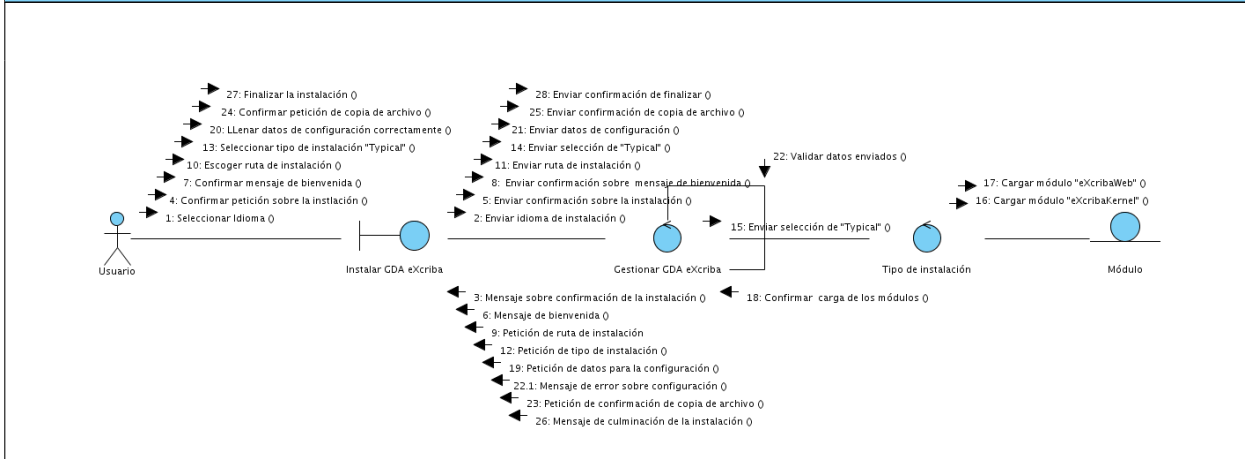 27: Finalizar la instalación ()
24: Confirmar petición de copia de archivo ()
20: LLenar datos de configuración correctamente ()
13: Seleccionar tipo de instalación "Typical" ()
10: Escoger ruta de instalación ()
7: Confirmar mensaje de bienvenida ()
4: Confirmar petición sobre la instlación ()
1: Seleccionar Idioma ()
28: Enviar confirmación de finalizar ()
25: Enviar confirmación de copia de archivo ()
21: Enviar datos de configuración ()
14: Enviar selección de "Typical" ()
11: Enviar ruta de instalación ()
8: Enviar confirmación sobre mensaje de bienvenida ()
5: Enviar confirmación sobre la instalación ()
2: Enviar idioma de instalación ()
22: Validar datos enviados ()
15: Enviar selección de "Typical" ()
17: Cargar módulo "eXcribaWeb" ()
16: Cargar módulo "eXcribaKernel" ()
Usuario
Instalar GDA eXcriba
Gestionar GDA eXcriba
Tipo de instalación
Módulo
3: Mensaje sobre confirmación de la instalación ()
6: Mensaje de bienvenida ()
9: Petición de ruta de instalación
12: Petición de tipo de instalación ()
19: Petición de datos para la configuración ()
22.1: Mensaje de error sobre configuración ()
23: Petición de confirmación de copia de archivo ()
26: Mensaje de culminación de la instalación ()
18: Confirmar carga de los módulos ()